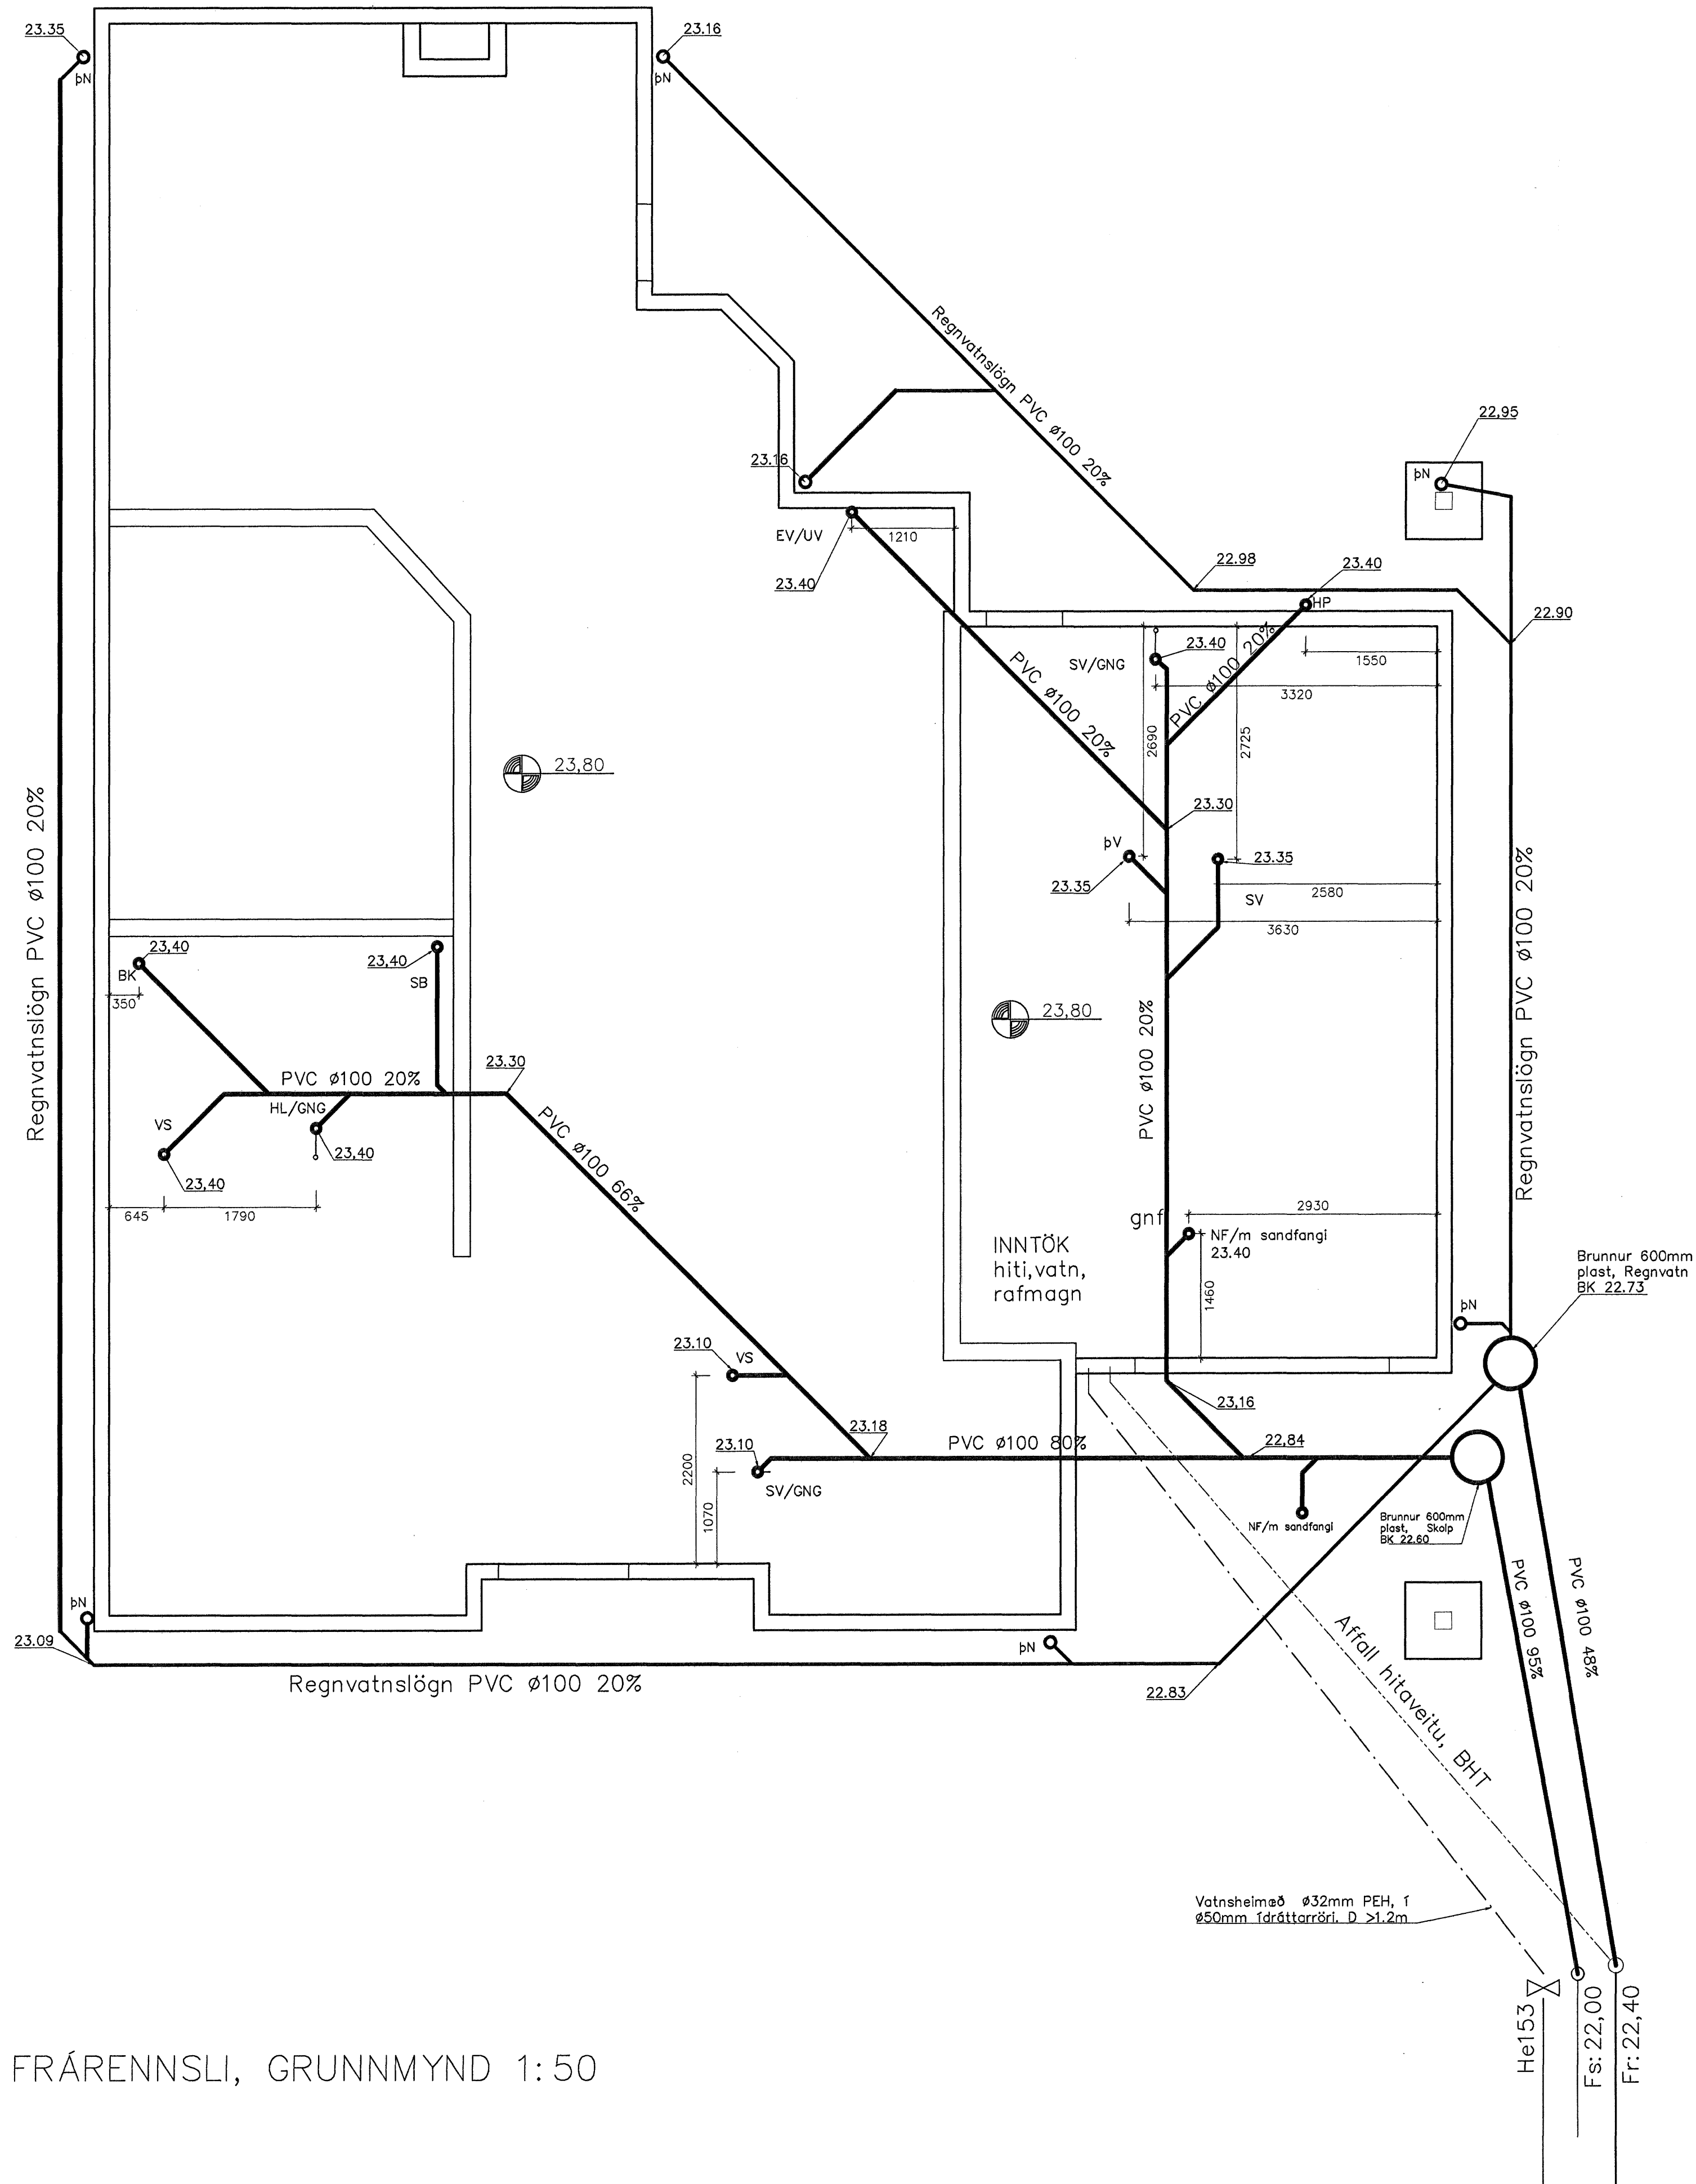 23.35
þN
23.16
þN
Regnvatnslögn PVC ø100 20%
23.16
22,95
þN
EV/UV
1210
23.40
22.98
23.40
HP
22.90
SV/GNG
23.40
1550
3320
PVC ø100 20%
PVC ø100 20%
2690
2725
23,80
23.30
þV
23.35
23.35
2580
SV
3630
Regnvatnslögn PVC ø100 20%
Regnvatnslögn PVC ø100 20%
23,40
BK
350
23,40
SB
23,80
PVC ø100 20%
PVC ø100 20%
23.30
HL/GNG
VS
23,40
23,40
645
1790
PVC ø100 66%
gnf
2930
NF/m sandfangi
23.40
1460
INNTÖK
hiti,vatn,
rafmagn
Brunnur 600mm
plast, Regnvatn
BK 22.73
þN
23.10
VS
23,16
23.18
23.10
PVC ø100 80%
22,84
SV/GNG
2200
1070
NF/m sandfangi
Brunnur 600mm
plast, Skolp
BK 22.60
PVC ø100 95%
PVC ø100 48%
þN
23.09
þN
Regnvatnslögn PVC ø100 20%
22.83
Affall hitaveitu, BHT
Vatnsheimæð ø32mm PEH, í
ø50mm ídráttarröri. D >1.2m
He153
Fs: 22,00
Fr: 22,40
FRÁRENNSLI, GRUNNMYND 1:50